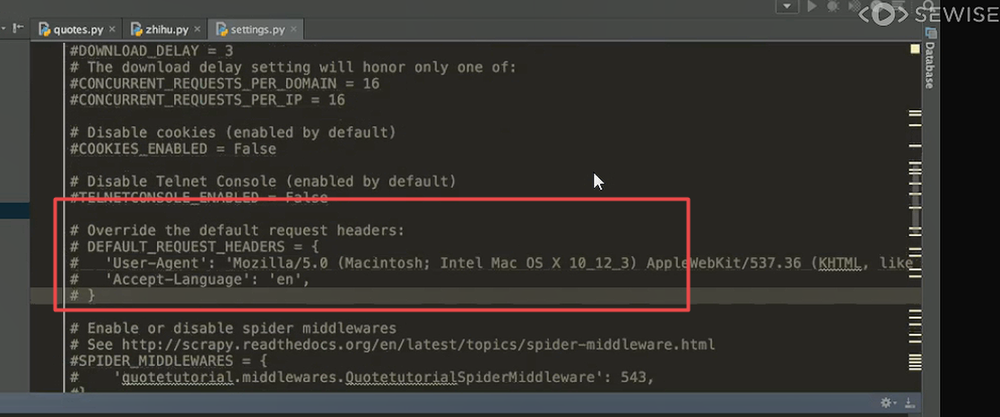 SEWISE
quotes.py × zhihu.py × settings.py ×
Database
#DOWNLOAD_DELAY = 3
# The download delay setting will honor only one of:
#CONCURRENT_REQUESTS_PER_DOMAIN = 16
#CONCURRENT_REQUESTS_PER_IP = 16
# Disable cookies (enabled by default)
#COOKIES_ENABLED = False
# Disable Telnet Console (enabled by default)
#TELNETCONSOLE_ENABLED = False
# Override the default request headers:
# DEFAULT_REQUEST_HEADERS = {
#   'User-Agent': 'Mozilla/5.0 (Macintosh; Intel Mac OS X 10_12_3) AppleWebKit/537.36 (KHTML, like
#   'Accept-Language': 'en',
# }
# Enable or disable spider middlewares
# See http://scrapy.readthedocs.org/en/latest/topics/spider-middleware.html
#SPIDER_MIDDLEWARES = {
#    'quotetutorial.middlewares.QuotetutorialSpiderMiddleware': 543,
#}